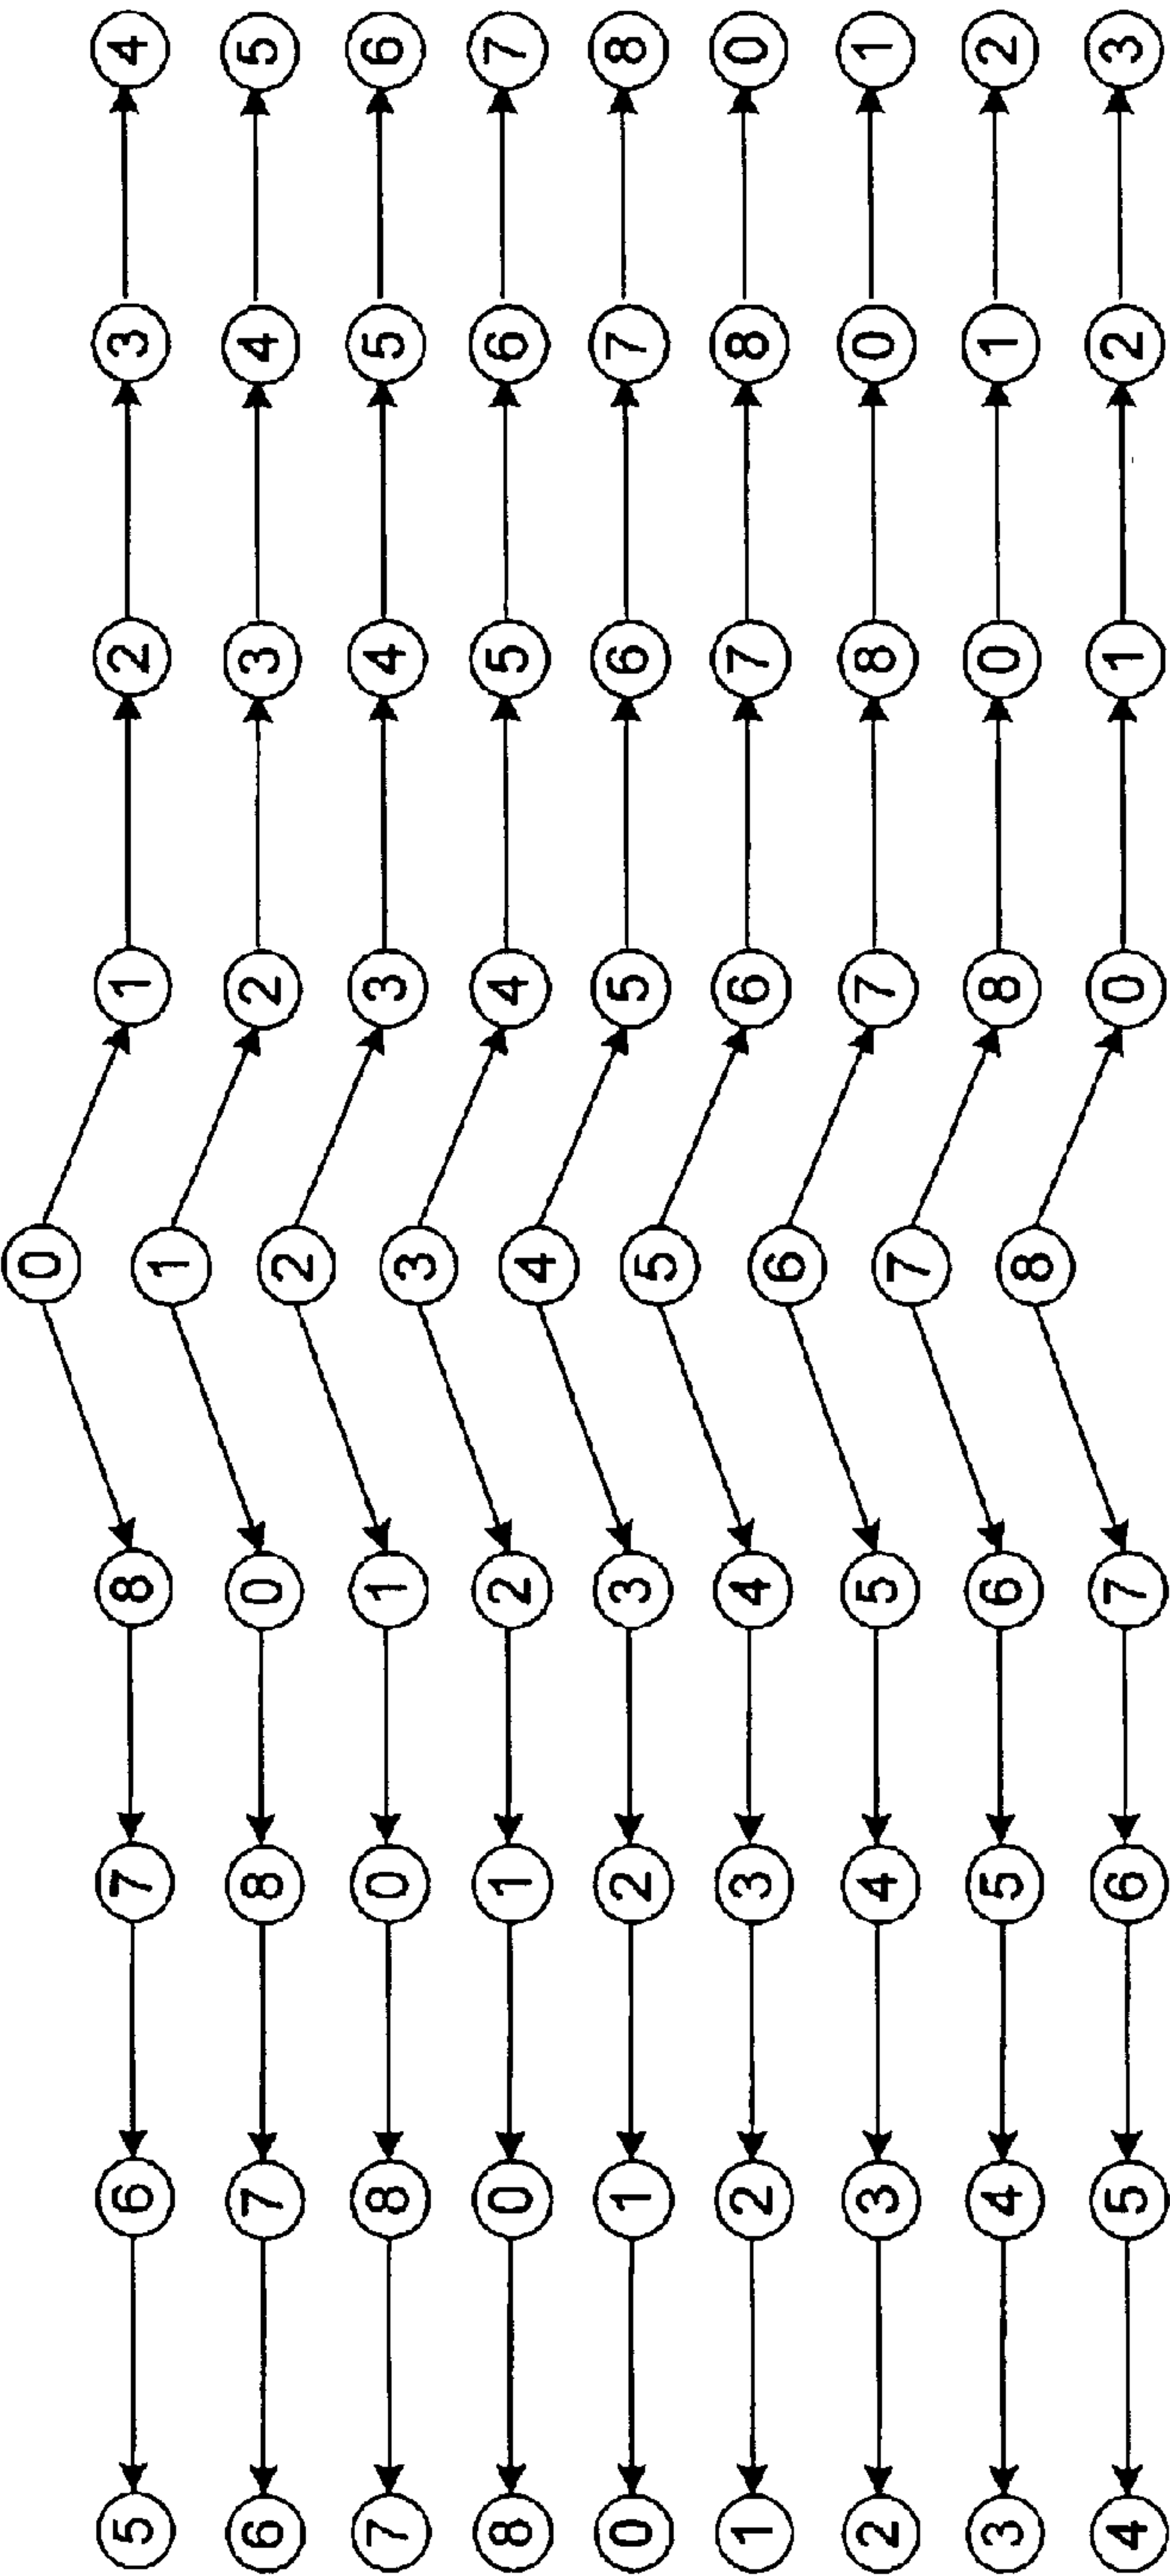 0
5 6 7 8 1 2 3 4
1
6 7 8 0 2 3 4 5
2
7 8 0 1 3 4 5 6
3
8 0 1 2 4 5 6 7
4
0 1 2 3 5 6 7 8
5
1 2 3 4 6 7 8 0
6
2 3 4 5 7 8 0 1
7
3 4 5 6 8 0 1 2
8
4 5 6 7 0 1 2 3